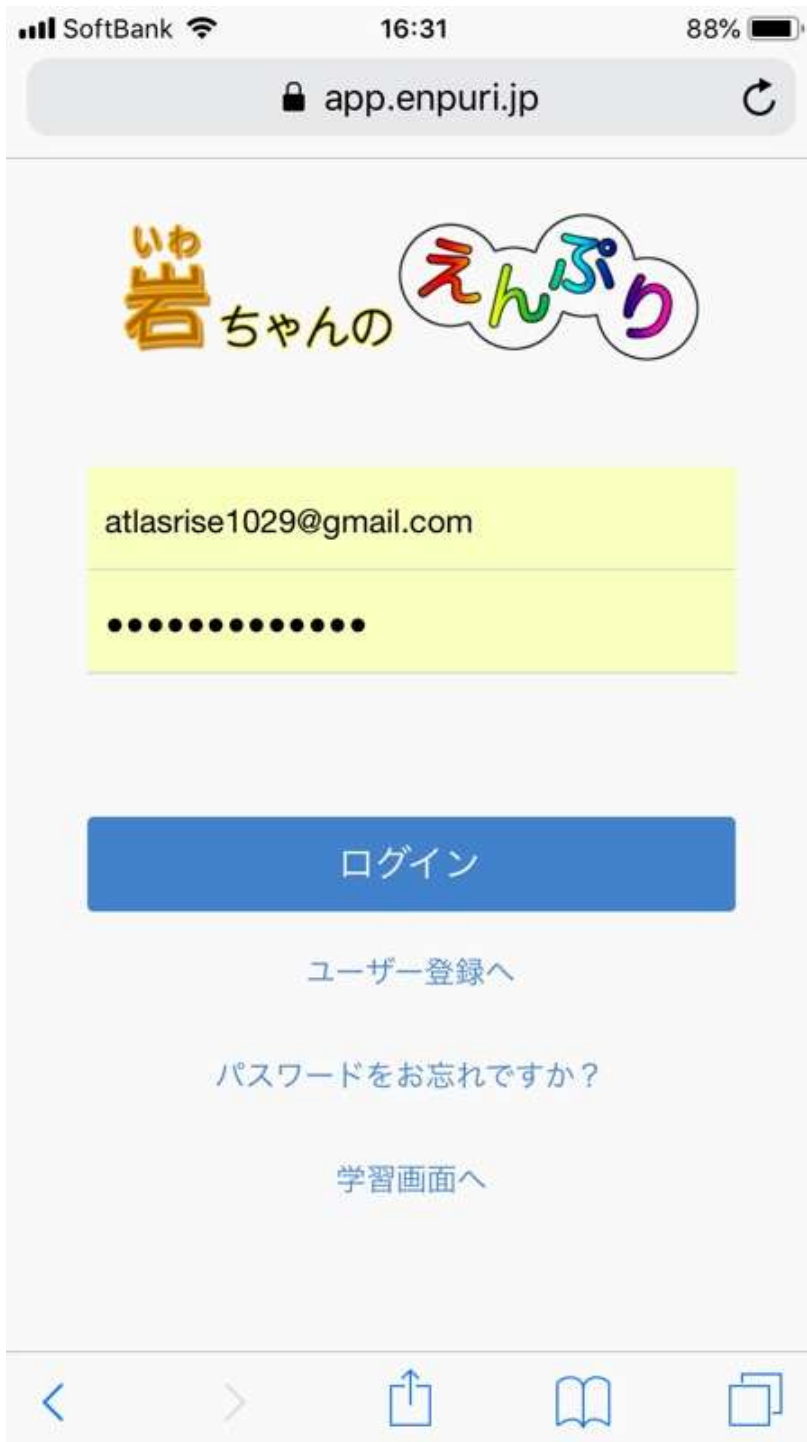 SoftBank 16:31 88%
app.enpuri.jp
いわ
岩ちゃんの えんぷり
atlasrise1029@gmail.com
•••••••••••••
ログイン
ユーザー登録へ
パスワードをお忘れですか？
学習画面へ